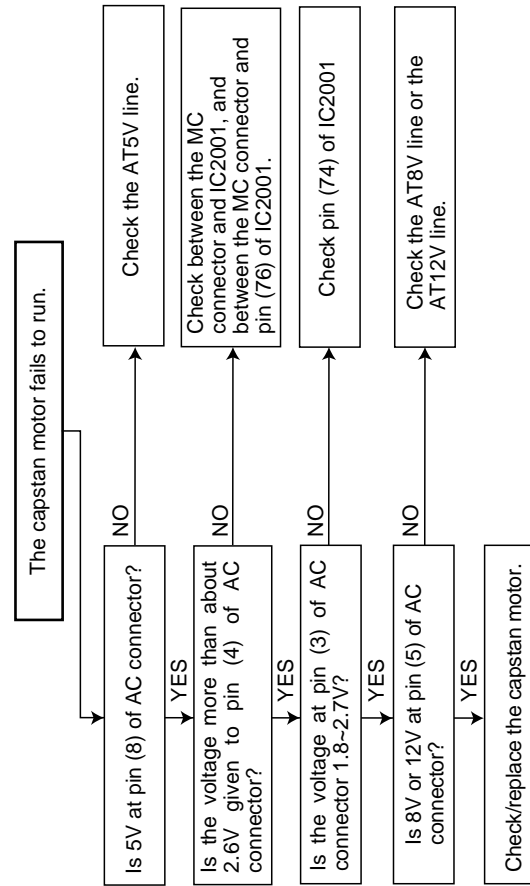 The capstan motor fails to run.
Is 5V at pin (8) of AC connector?
NO
Check the AT5V line.
YES
Is the voltage more than about
2.6V given to pin (4) of AC
connector?
NO
Check between the MC
connector and IC2001, and
between the MC connector and
pin (76) of IC2001.
YES
Is the voltage at pin (3) of AC
connector 1.8~2.7V?
NO
Check pin (74) of IC2001
YES
Is 8V or 12V at pin (5) of AC
connector?
NO
Check the AT8V line or the
AT12V line.
YES
Check/replace the capstan motor.